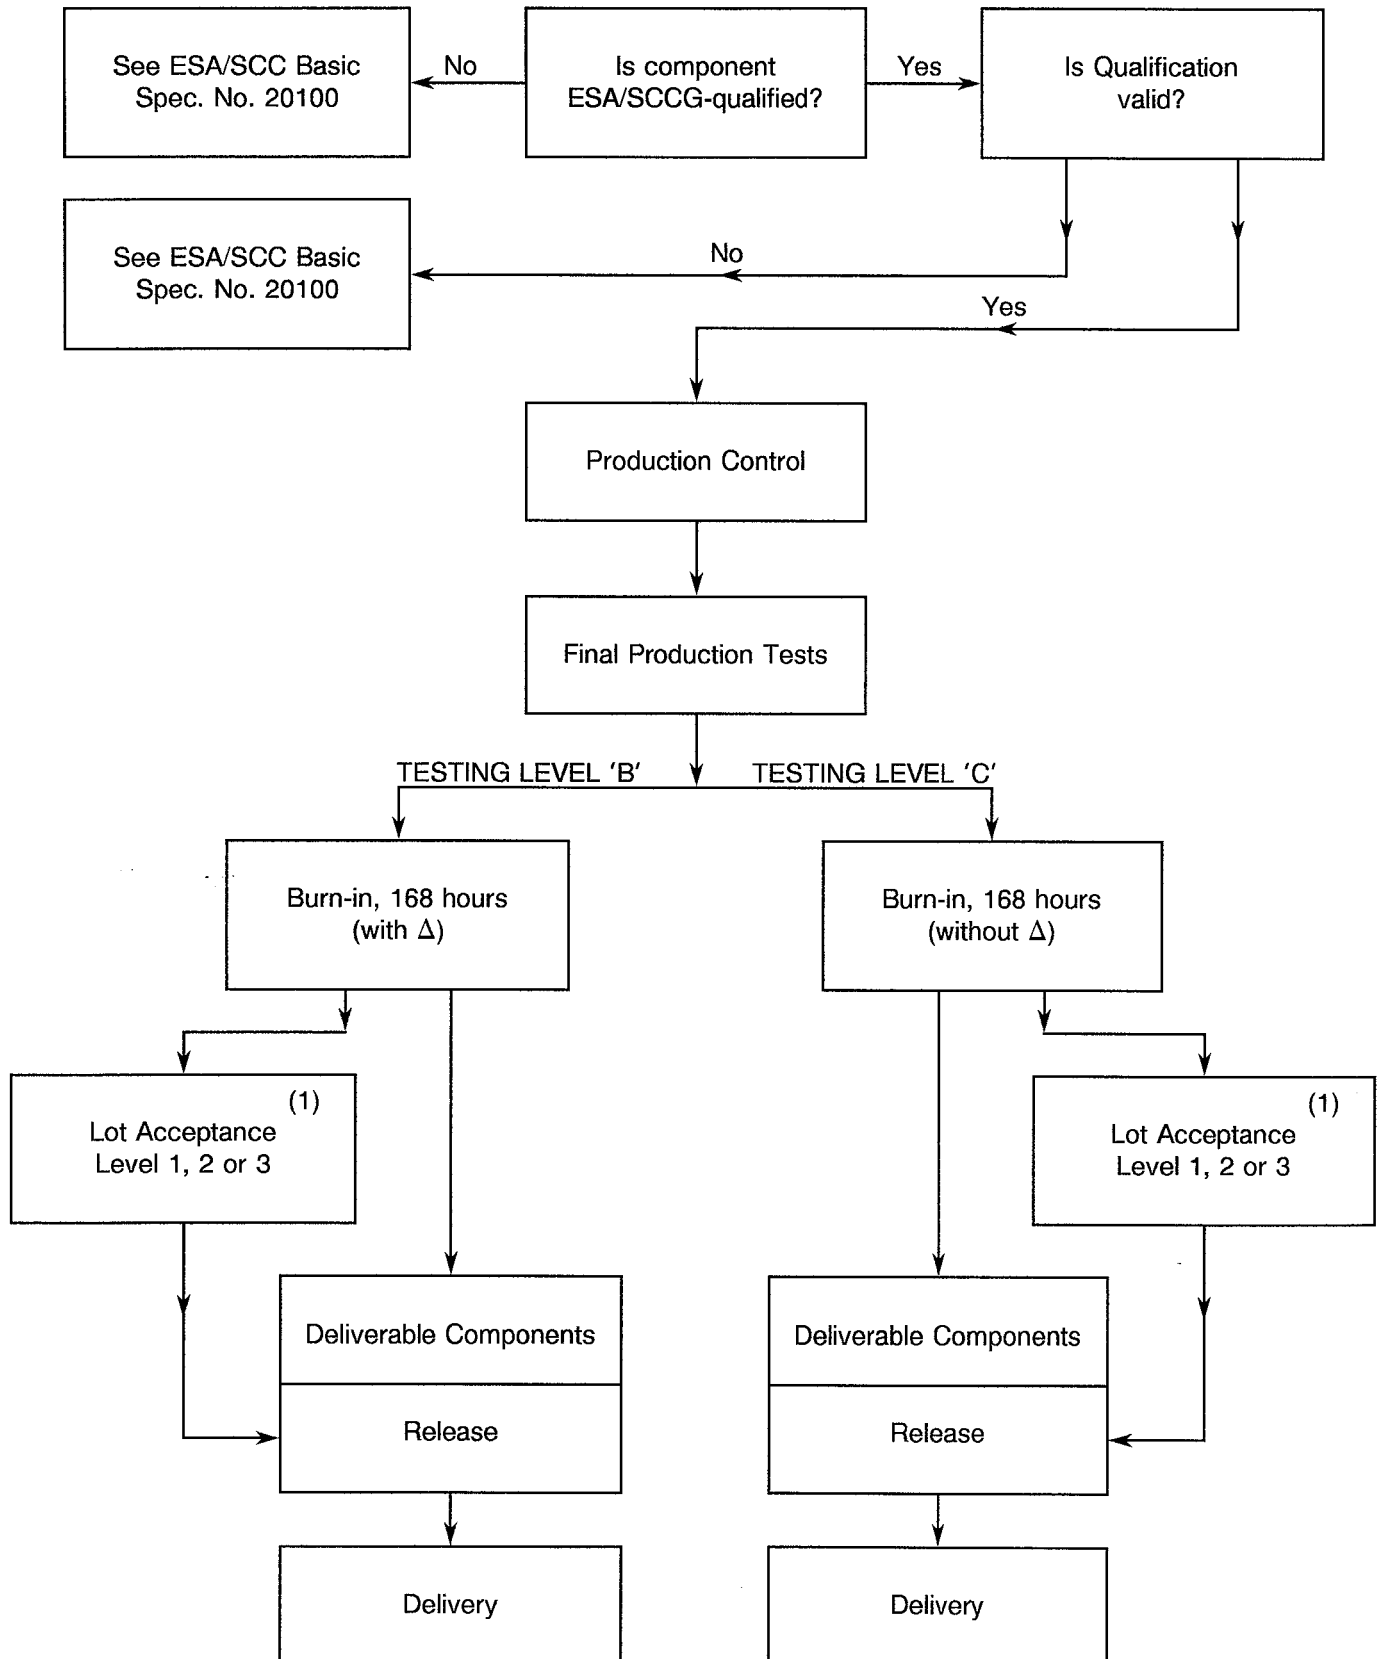 See ESA/SCC Basic
Spec. No. 20100
No
Is component
ESA/SCCG-qualified?
Yes
Is Qualification
valid?
See ESA/SCC Basic
Spec. No. 20100
No
Yes
Production Control
Final Production Tests
TESTING LEVEL 'B'
TESTING LEVEL 'C'
Burn-in, 168 hours
(with Δ)
Burn-in, 168 hours
(without Δ)
(1)
Lot Acceptance
Level 1, 2 or 3
(1)
Lot Acceptance
Level 1, 2 or 3
Deliverable Components
Deliverable Components
Release
Release
Delivery
Delivery